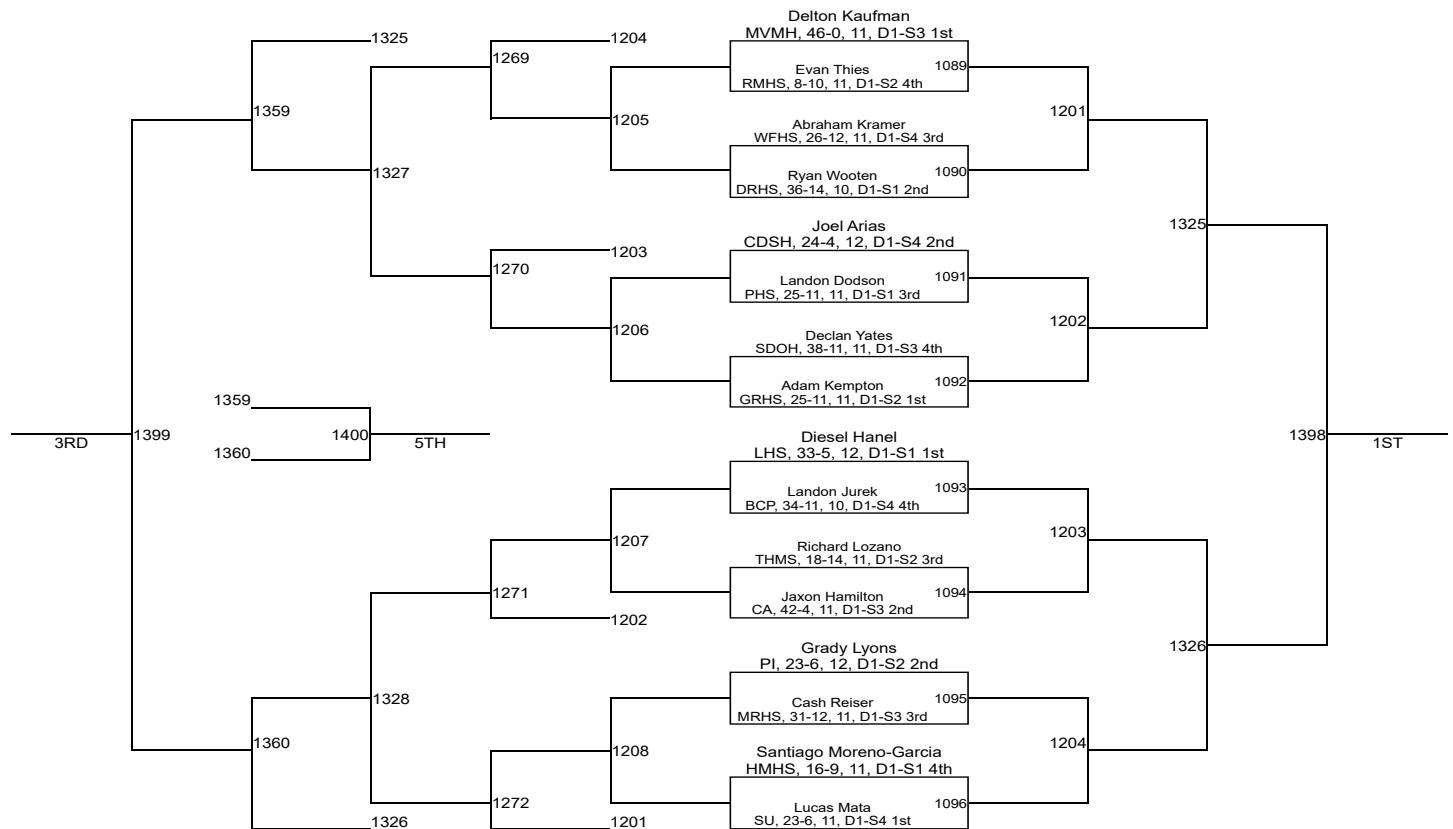 Delton Kaufman
MVMH, 46-0, 11, D1-S3 1st
1325
1204
1269
Evan Thies
1089
RMHS, 8-10, 11, D1-S2 4th
1359
1205
1201
Abraham Kramer
WFHS, 26-12, 11, D1-S4 3rd
1327
Ryan Wooten
1090
DRHS, 36-14, 10, D1-S1 2nd
Joel Arias
1325
CDSH, 24-4, 12, D1-S4 2nd
1203
1270
Landon Dodson
1091
PHS, 25-11, 11, D1-S1 3rd
1206
1202
Declan Yates
SDOH, 38-11, 11, D1-S3 4th
Adam Kempton
1092
GRHS, 25-11, 11, D1-S2 1st
1359
3RD
1399
1400
5TH
1398
1ST
1360
Diesel Hanel
LHS, 33-5, 12, D1-S1 1st
Landon Jurek
1093
BCP, 34-11, 10, D1-S4 4th
1207
1203
Richard Lozano
THMS, 18-14, 11, D1-S2 3rd
1271
Jaxon Hamilton
1094
CA, 42-4, 11, D1-S3 2nd
1202
Grady Lyons
1326
PI, 23-6, 12, D1-S2 2nd
1328
Cash Reiser
1095
MRHS, 31-12, 11, D1-S3 3rd
1360
1208
1204
Santiago Moreno-Garcia
HMHS, 16-9, 11, D1-S1 4th
1272
Lucas Mata
1096
SU, 23-6, 11, D1-S4 1st
1326
1201